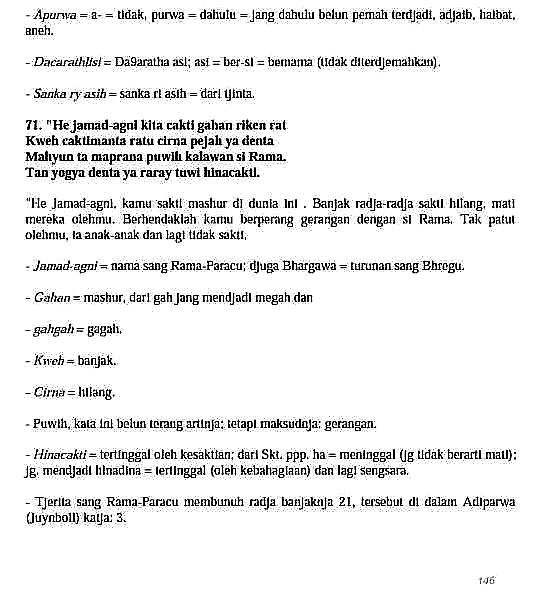 - Apurwa = a- = tidak, purwa = dahulu = jang dahulu belun pernah terdjadi, adjaib, haibat,
aneh.
- Dacarathiisi = Da9aratha asi; asi = ber-si = bernama (tidak diterdjemahkan).
- Sanka ry asih = sanka ri asih = dari tjinta.
71. "He jamad-agni kita cakti gahan riken rat
Kweh caktimanta ratu cirna pejah ya denta
Mahyun ta maprana puwih kalawan si Rama.
Tan yogya denta ya raray tuwi hinacakti.
"He Jamad-agni, kamu sakti mashur di dunia ini . Banjak radja-radja sakti hilang, mati
mereka olehmu. Berhendaklah kamu berperang gerangan dengan si Rama. Tak patut
olehmu, ia anak-anak dan lagi tidak sakti,
- Jamad-agni = nama sang Rama-Paracu; djuga Bhargawa = turunan sang Bhregu.
- Gahan = mashur, dari gah jang mendjadi megah dan
- gahgah = gagah.
- Kweh = banjak.
- Cirna = hilang.
- Puwih, kata ini belun terang artinja; tetapi maksudnja: gerangan.
- Hinacakti = tertinggal oleh kesaktian; dari Skt. ppp. ha = meninggal (jg tidak berarti mati);
jg. mendjadi hinadina = tertinggal (oleh kebahagiaan) dan lagi sengsara.
- Tjerita sang Rama-Paracu membunuh radja banjaknja 21, tersebut di dalam Adiparwa
(Juynboll) katja: 3.
146